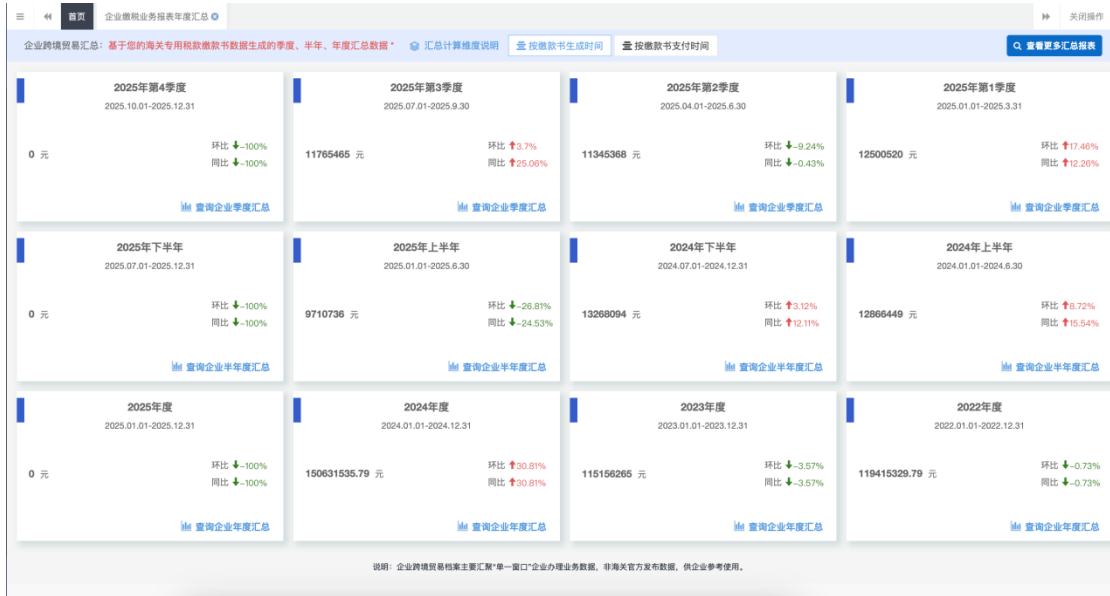 首页 企业缴税业务报表年度汇总 关闭操作
企业跨境贸易汇总：基于您的海关专用税款缴款书数据生成的季度、半年、年度汇总数据* 汇总计算维度说明 按缴款书生成时间 按缴款书支付时间 查看更多汇总报表
2025年第4季度
2025.10.01-2025.12.31
0 元
环比 -100%
同比 -100%
查询企业季度汇总
2025年第3季度
2025.07.01-2025.9.30
11765465 元
环比 3.7%
同比 25.06%
查询企业季度汇总
2025年第2季度
2025.04.01-2025.6.30
11345368 元
环比 -9.24%
同比 -0.43%
查询企业季度汇总
2025年第1季度
2025.01.01-2025.3.31
12500520 元
环比 17.46%
同比 12.26%
查询企业季度汇总
2025年下半年
2025.07.01-2025.12.31
0 元
环比 -100%
同比 -100%
查询企业半年度汇总
2025年上半年
2025.01.01-2025.6.30
9710736 元
环比 -26.81%
同比 -24.53%
查询企业半年度汇总
2024年下半年
2024.07.01-2024.12.31
13268094 元
环比 3.12%
同比 12.11%
查询企业半年度汇总
2024年上半年
2024.01.01-2024.6.30
12866449 元
环比 8.72%
同比 15.54%
查询企业半年度汇总
2025年度
2025.01.01-2025.12.31
0 元
环比 -100%
同比 -100%
查询企业年度汇总
2024年度
2024.01.01-2024.12.31
150631535.79 元
环比 30.81%
同比 30.81%
查询企业年度汇总
2023年度
2023.01.01-2023.12.31
115156265 元
环比 -3.57%
同比 -3.57%
查询企业年度汇总
2022年度
2022.01.01-2022.12.31
119415329.79 元
环比 -0.73%
同比 -0.73%
查询企业年度汇总
说明：企业跨境贸易档案主要汇聚“单一窗口”企业办理业务数据，非海关官方发布数据，供企业参考使用。